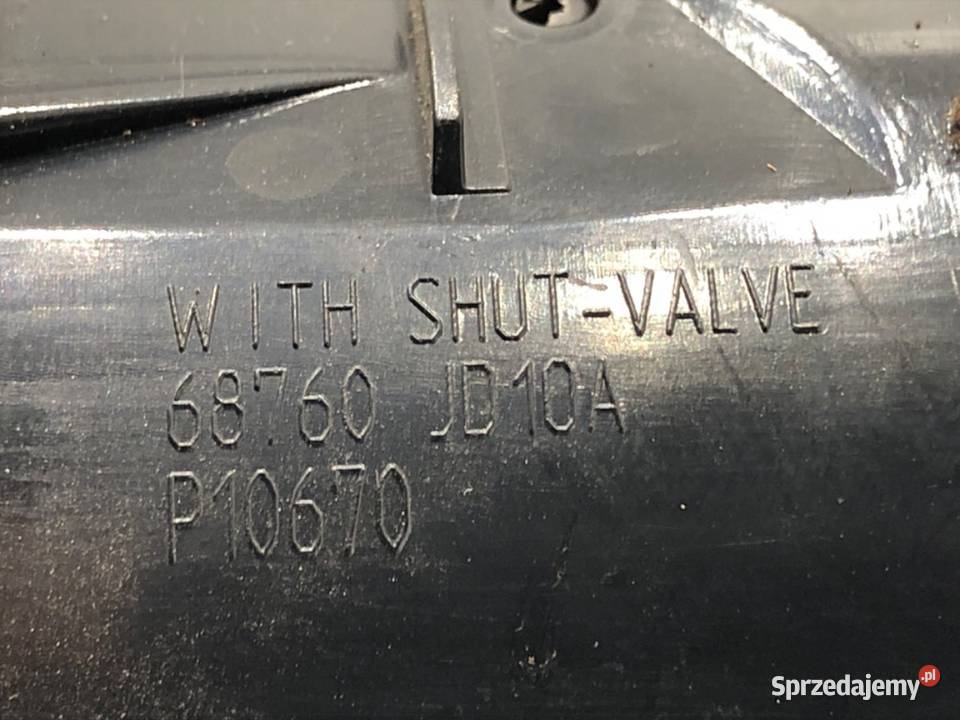 WITH SHUT-VALVE
68760 JD10A
P10670
Sprzedajemy.pl